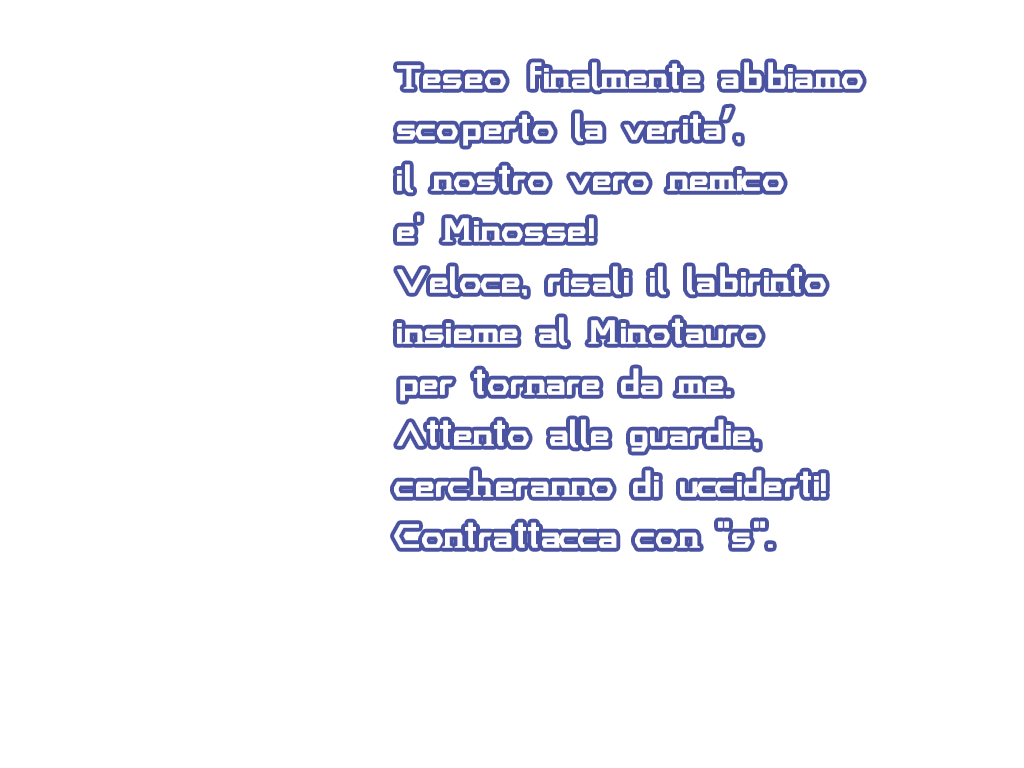 Teseo finalmente abbiamo
scoperto la verita',
il nostro vero nemico
e' Minosse!
Veloce, risali il labirinto
insieme al Minotauro
per tornare da me.
Attento alle guardie,
cercheranno di ucciderti!
Contrattacca con "s".